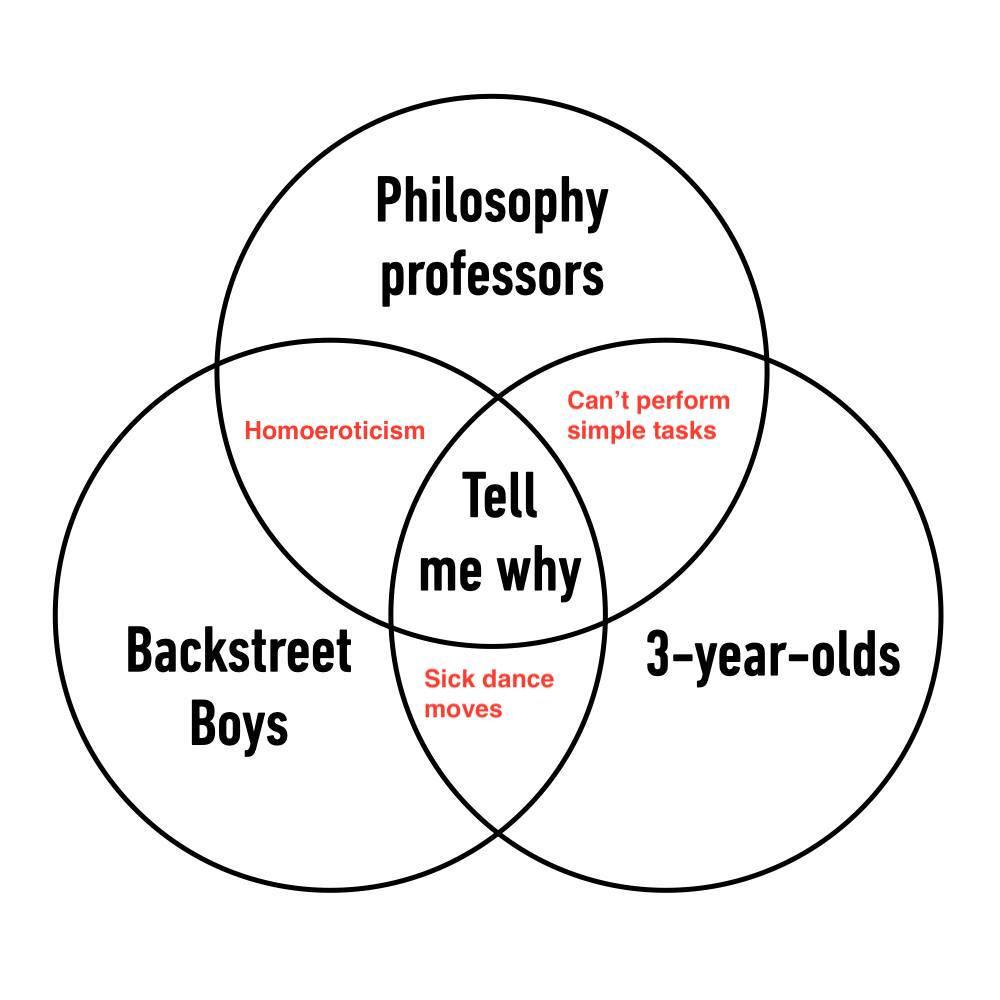 Philosophy
professors
Homoeroticism
Can't perform
simple tasks
Tell
me why
Backstreet
Boys
3-year-olds
Sick dance
moves